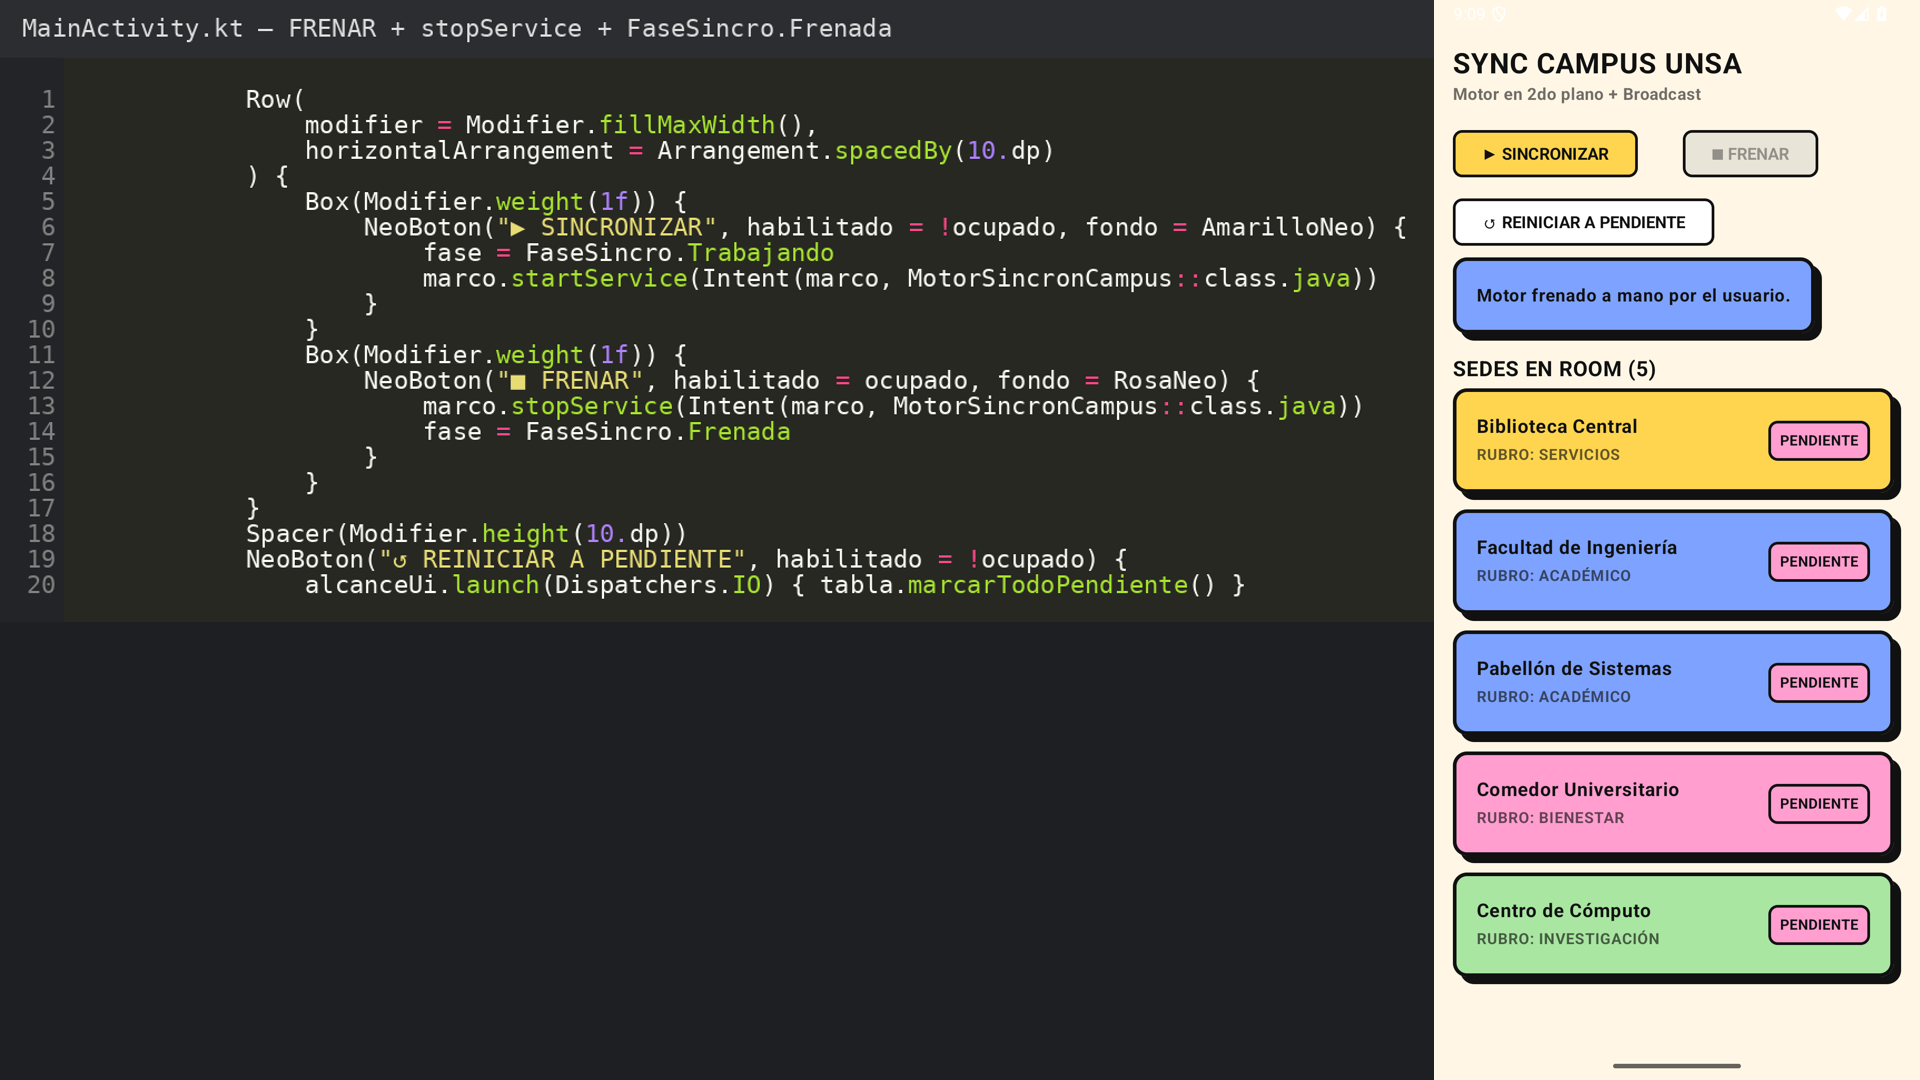 MainActivity.kt — FRENAR + stopService + FaseSincro.Frenada
1 Row(
2 modifier = Modifier.fillMaxWidth(),
3 horizontalArrangement = Arrangement.spacedBy(10.dp)
4 ) {
5 Box(Modifier.weight(1f)) {
6 NeoBoton("▶ SINCRONIZAR", habilitado = !ocupado, fondo = AmarilloNeo) {
7 fase = FaseSincro.Trabajando
8 marco.startService(Intent(marco, MotorSincronCampus::class.java))
9 }
10 }
11 Box(Modifier.weight(1f)) {
12 NeoBoton("■ FRENAR", habilitado = ocupado, fondo = RosaNeo) {
13 marco.stopService(Intent(marco, MotorSincronCampus::class.java))
14 fase = FaseSincro.Frenada
15 }
16 }
17 }
18 Spacer(Modifier.height(10.dp))
19 NeoBoton("↺ REINICIAR A PENDIENTE", habilitado = !ocupado) {
20 alcanceUi.launch(Dispatchers.IO) { tabla.marcarTodoPendiente() }
9:09
SYNC CAMPUS UNSA
Motor en 2do plano + Broadcast
▶ SINCRONIZAR
■ FRENAR
↺ REINICIAR A PENDIENTE
Motor frenado a mano por el usuario.
SEDES EN ROOM (5)
Biblioteca Central
RUBRO: SERVICIOS
PENDIENTE
Facultad de Ingeniería
RUBRO: ACADÉMICO
PENDIENTE
Pabellón de Sistemas
RUBRO: ACADÉMICO
PENDIENTE
Comedor Universitario
RUBRO: BIENESTAR
PENDIENTE
Centro de Cómputo
RUBRO: INVESTIGACIÓN
PENDIENTE